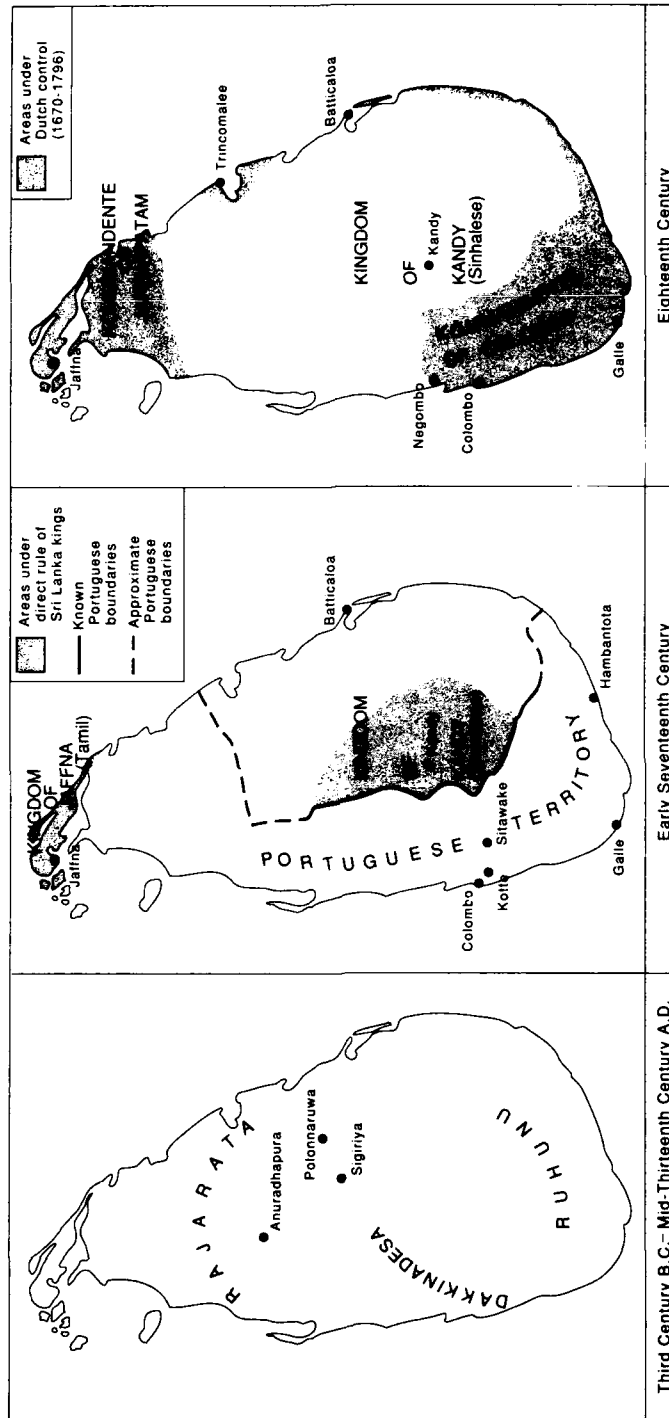 RAJARATA
Anuradhapura
Polonnaruwa
Sigiriya
DAKKINADESA
RUHUNU
Third Century B.C.– Mid-Thirteenth Century A.D.
Areas under
direct rule of
Sri Lanka kings
Known
Portuguese
boundaries
Approximate
Portuguese
boundaries
KINGDOM
OF
JAFFNA
(Tamil)
Jaffna
Batticaloa
KINGDOM
PORTUGUESE TERRITORY
Colombo
Kotte
Sitawake
Galle
Hambantota
Early Seventeenth Century
Areas under
Dutch control
(1670-1796)
Jaffna
Trincomalee
Batticaloa
KINGDOM
OF
Kandy
KANDY
(Sinhalese)
Negombo
Colombo
Galle
Eighteenth Century